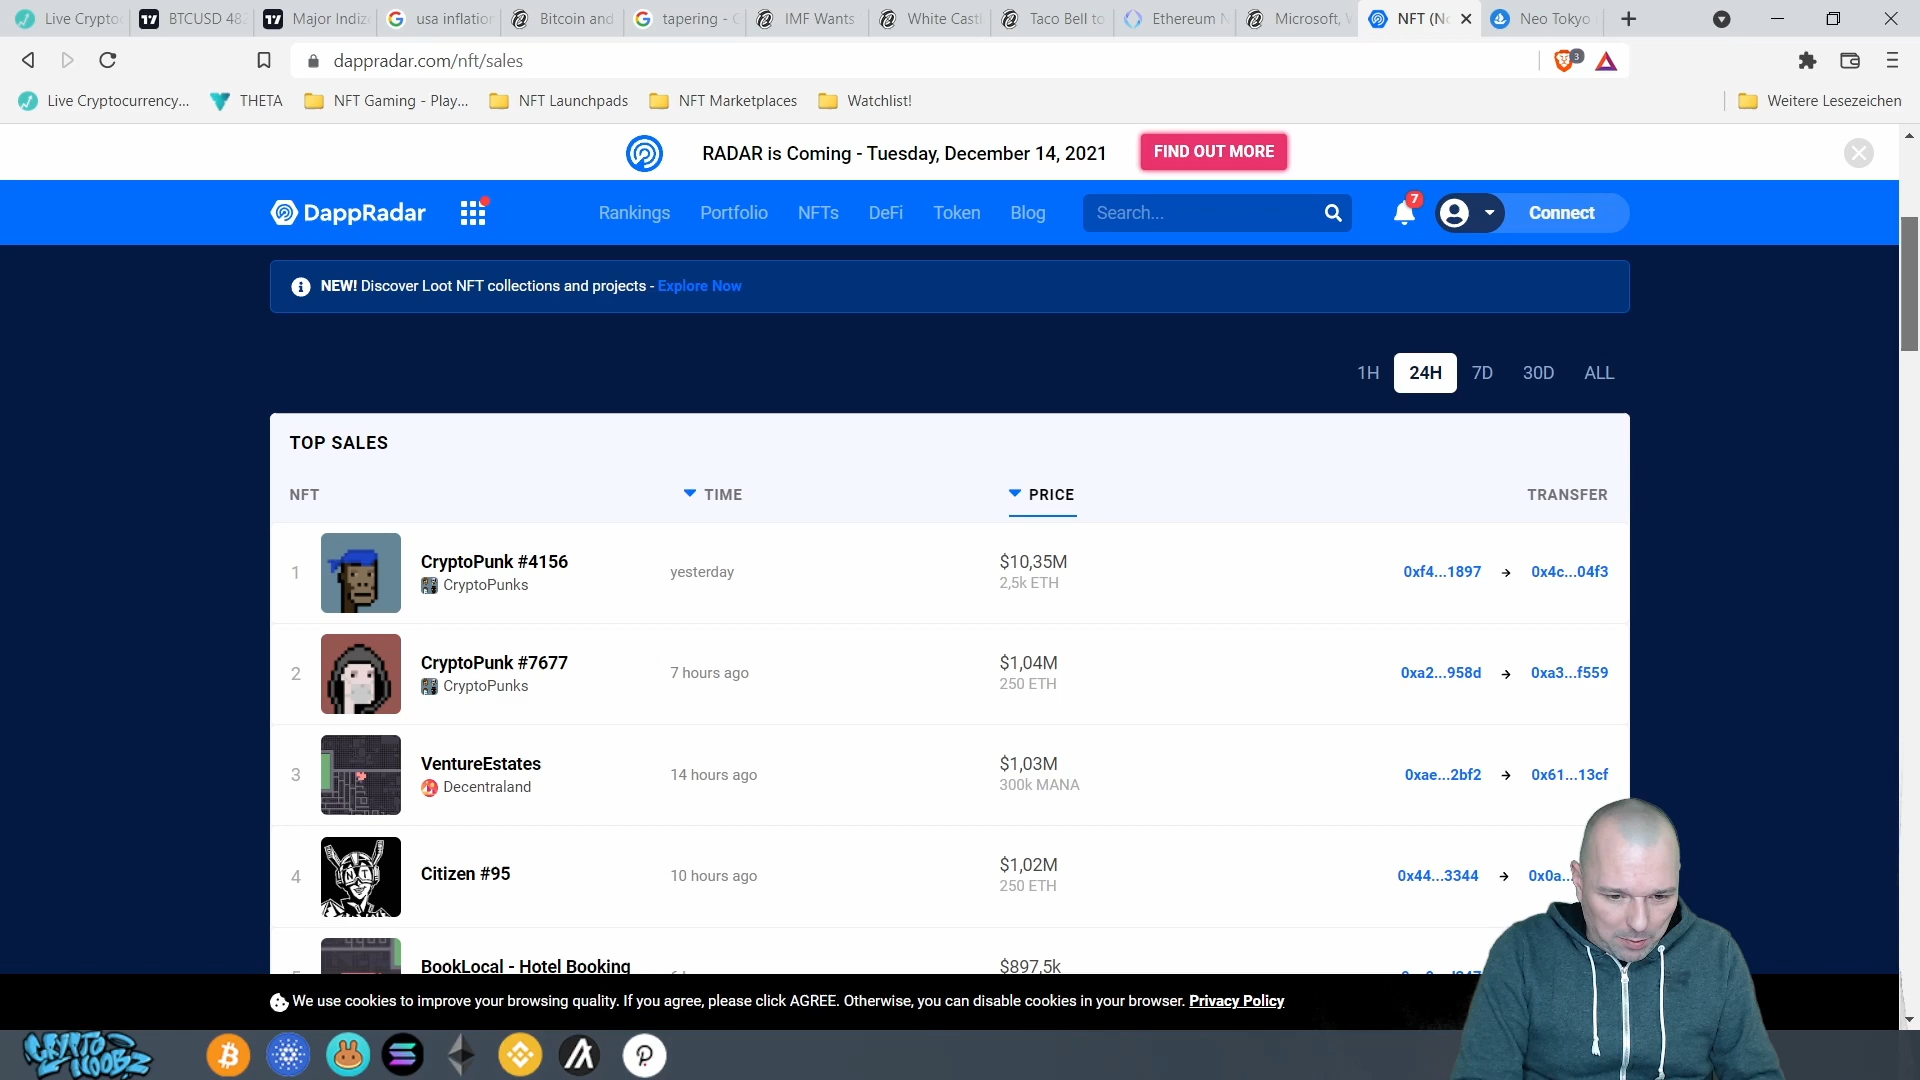 Live Cryptoc
BTCUSD 48
Major Indiz
usa inflation
Bitcoin and
tapering - G
IMF Wants
White Castl
Taco Bell to
Ethereum N
Microsoft, V
NFT (No
Neo Tokyo
dappradar.com/nft/sales
3
Live Cryptocurrency...
THETA
NFT Gaming - Play...
NFT Launchpads
NFT Marketplaces
Watchlist!
Weitere Lesezeichen
RADAR is Coming - Tuesday, December 14, 2021
FIND OUT MORE
DappRadar
Rankings
Portfolio
NFTs
DeFi
Token
Blog
Search...
7
Connect
NEW! Discover Loot NFT collections and projects - Explore Now
1H
24H
7D
30D
ALL
TOP SALES
NFT
TIME
PRICE
TRANSFER
1
CryptoPunk #4156
CryptoPunks
yesterday
$10,35M
2,5k ETH
0xf4...1897
0x4c...04f3
2
CryptoPunk #7677
CryptoPunks
7 hours ago
$1,04M
250 ETH
0xa2...958d
0xa3...f559
3
VentureEstates
Decentraland
14 hours ago
$1,03M
300k MANA
0xae...2bf2
0x61...13cf
4
Citizen #95
10 hours ago
$1,02M
250 ETH
0x44...3344
0x0a...
BookLocal - Hotel Booking
$897,5k
We use cookies to improve your browsing quality. If you agree, please click AGREE. Otherwise, you can disable cookies in your browser. Privacy Policy
CRYPTO
NOOBZ